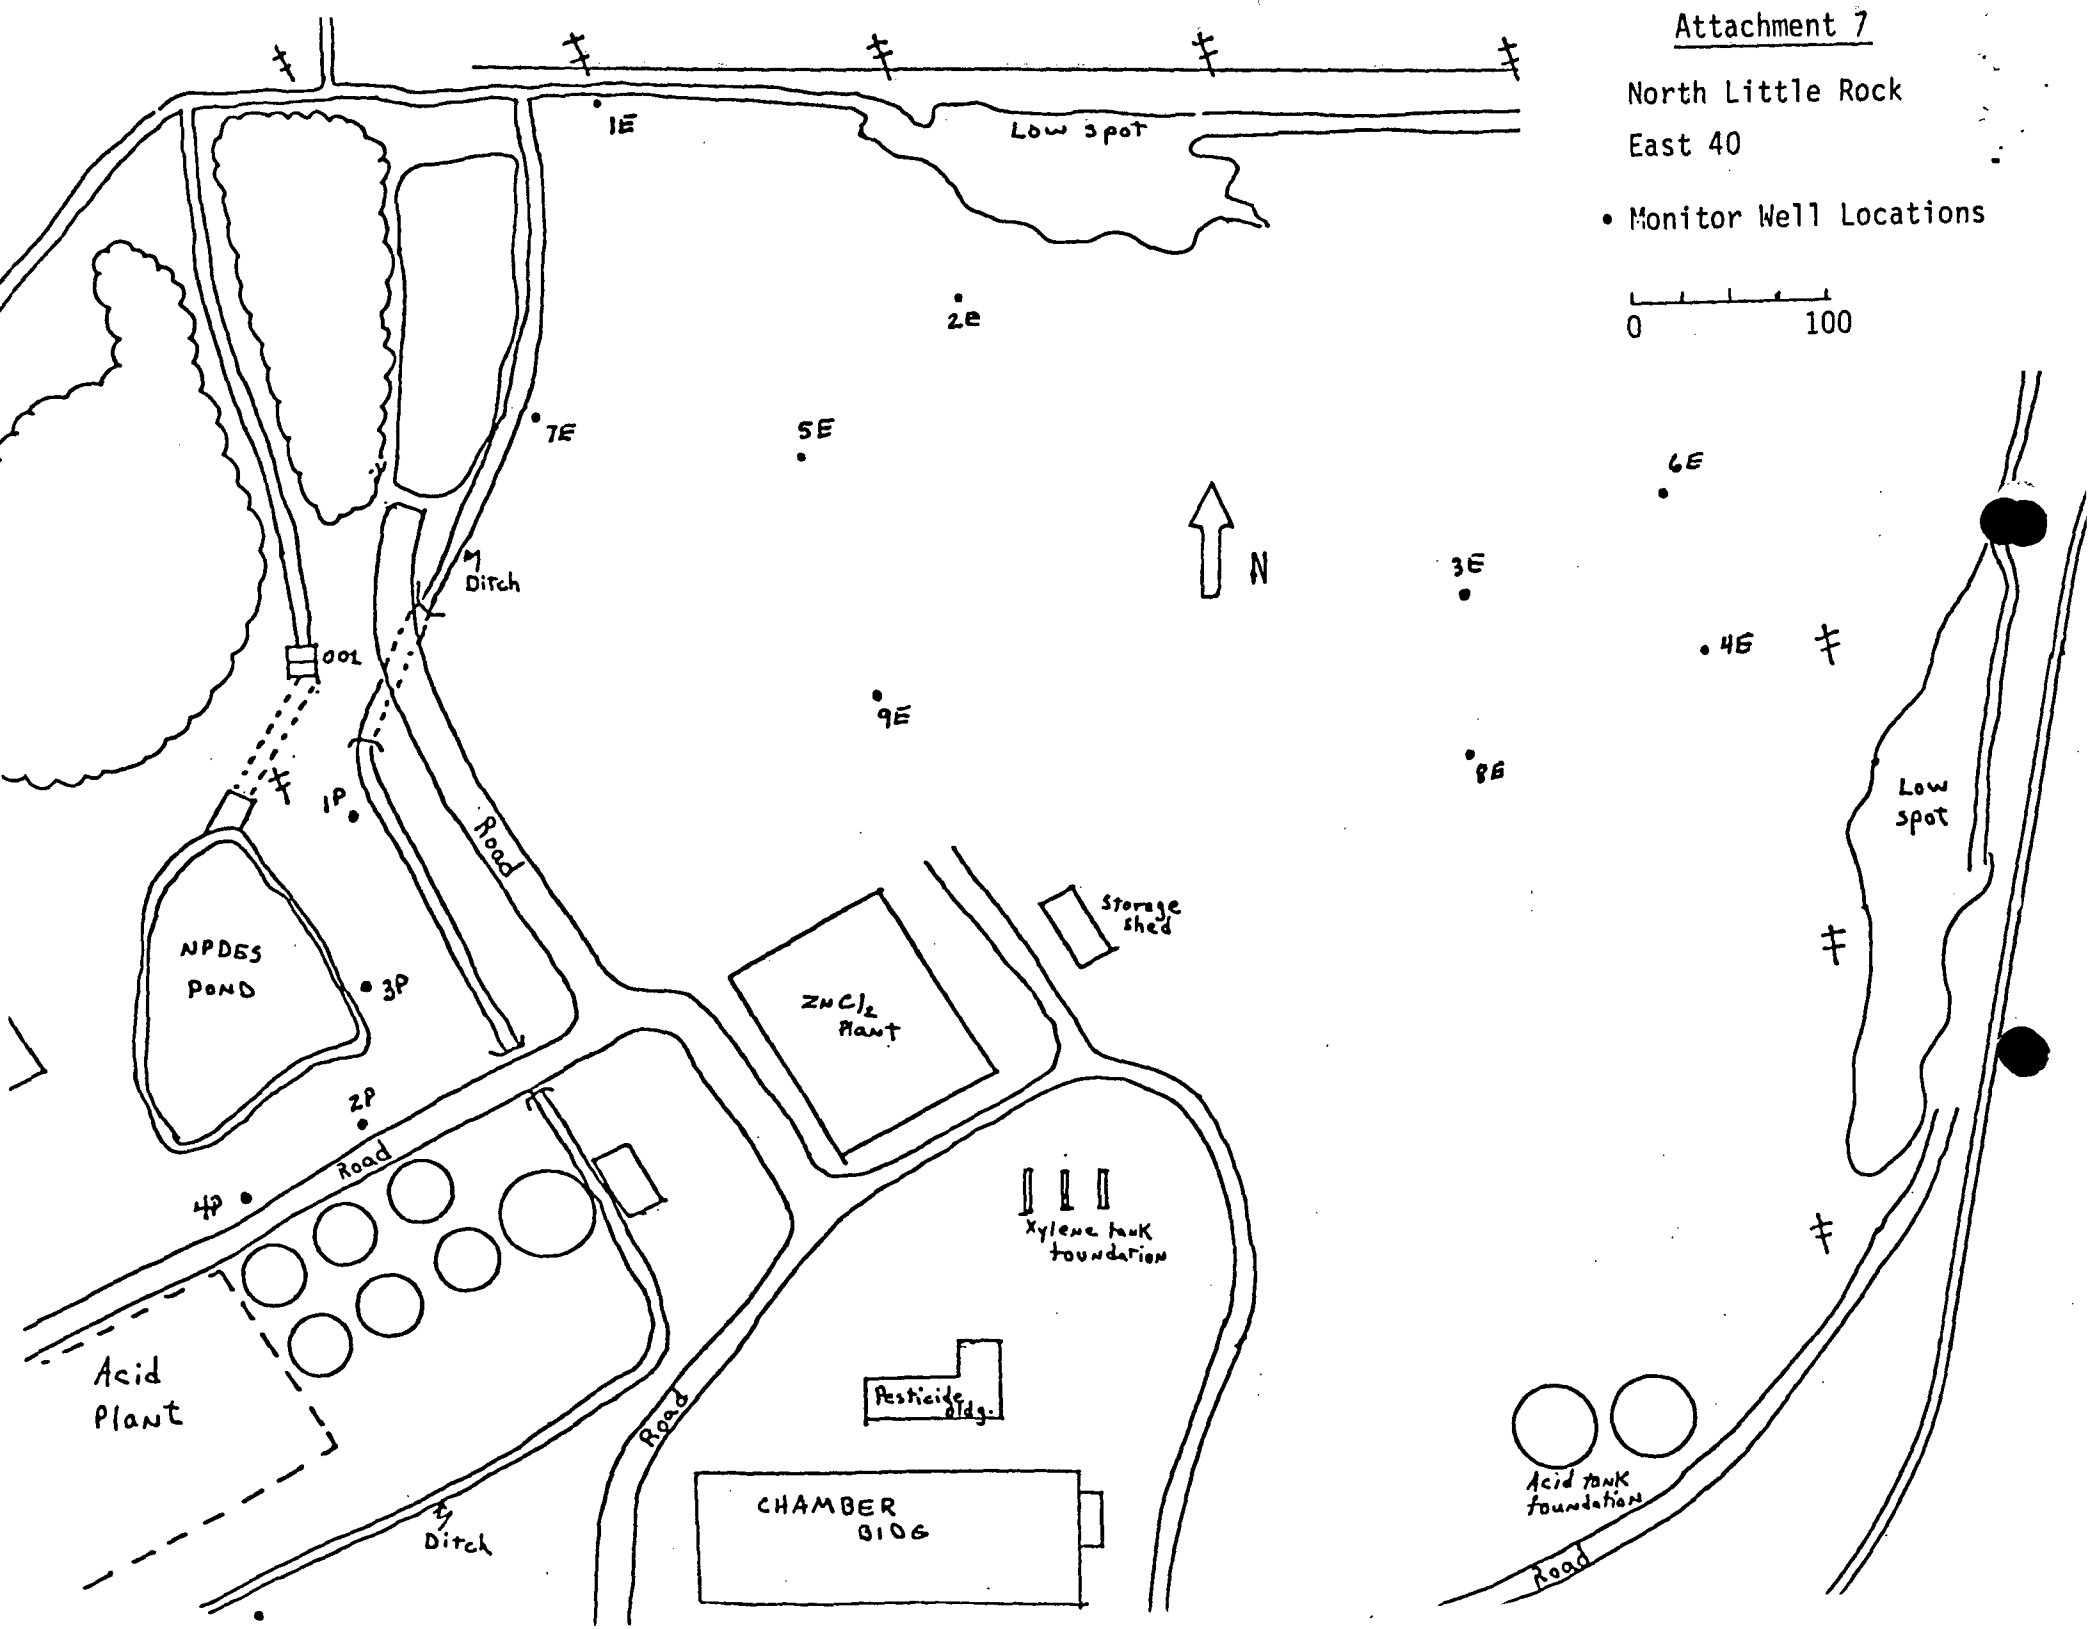 Attachment 7
North Little Rock
East 40
• Monitor Well Locations
0 100
1E
Low spot
2e
7E
5E
6E
N
3E
Ditch
4E
001
9E
8E
1P
Low
spot
Road
Storage
shed
NPDES
POND
3P
ZNCl2
Plant
2P
Road
4P
Xylene tank
foundation
Acid
Plant
Pesticide
bldg.
Road
CHAMBER
BlDG
Acid tank
foundation
Ditch
Road